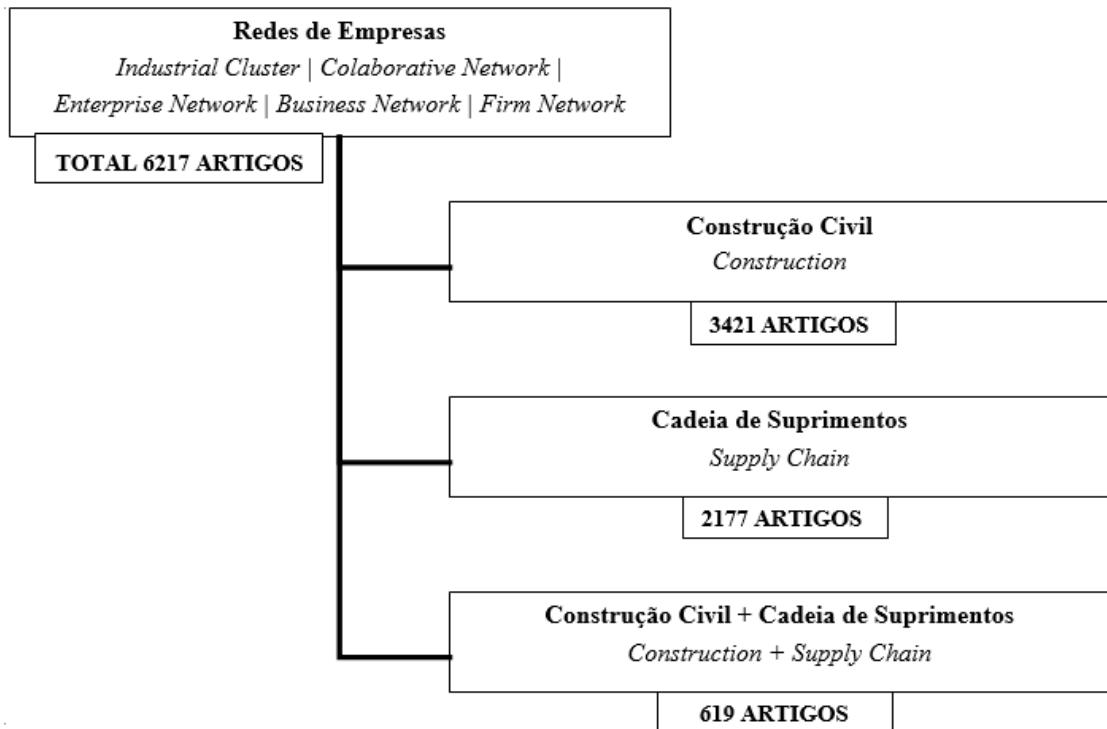 Redes de Empresas
Industrial Cluster | Colaborative Network |
Enterprise Network | Business Network | Firm Network
TOTAL 6217 ARTIGOS
Construção Civil
Construction
3421 ARTIGOS
Cadeia de Suprimentos
Supply Chain
2177 ARTIGOS
Construção Civil + Cadeia de Suprimentos
Construction + Supply Chain
619 ARTIGOS